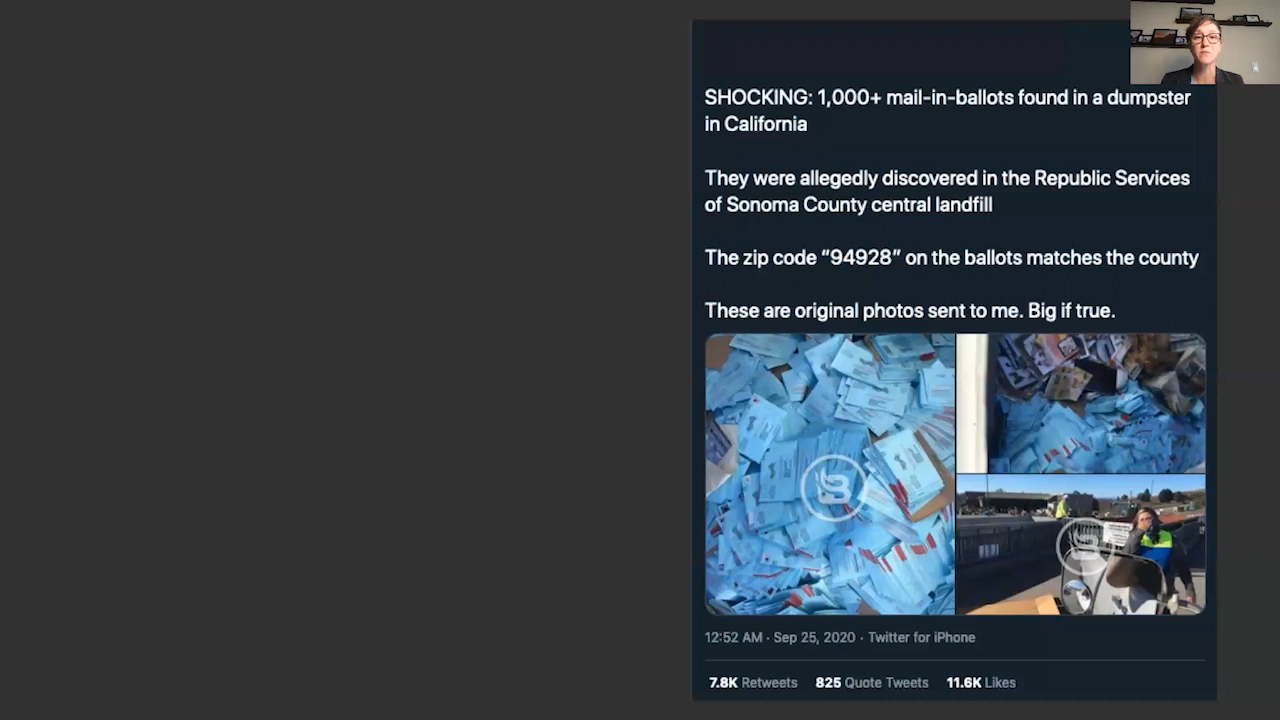 SHOCKING: 1,000+ mail-in-ballots found in a dumpster
in California
They were allegedly discovered in the Republic Services
of Sonoma County central landfill
The zip code “94928” on the ballots matches the county
These are original photos sent to me. Big if true.
12:52 AM · Sep 25, 2020 · Twitter for iPhone
7.8K Retweets 825 Quote Tweets 11.6K Likes